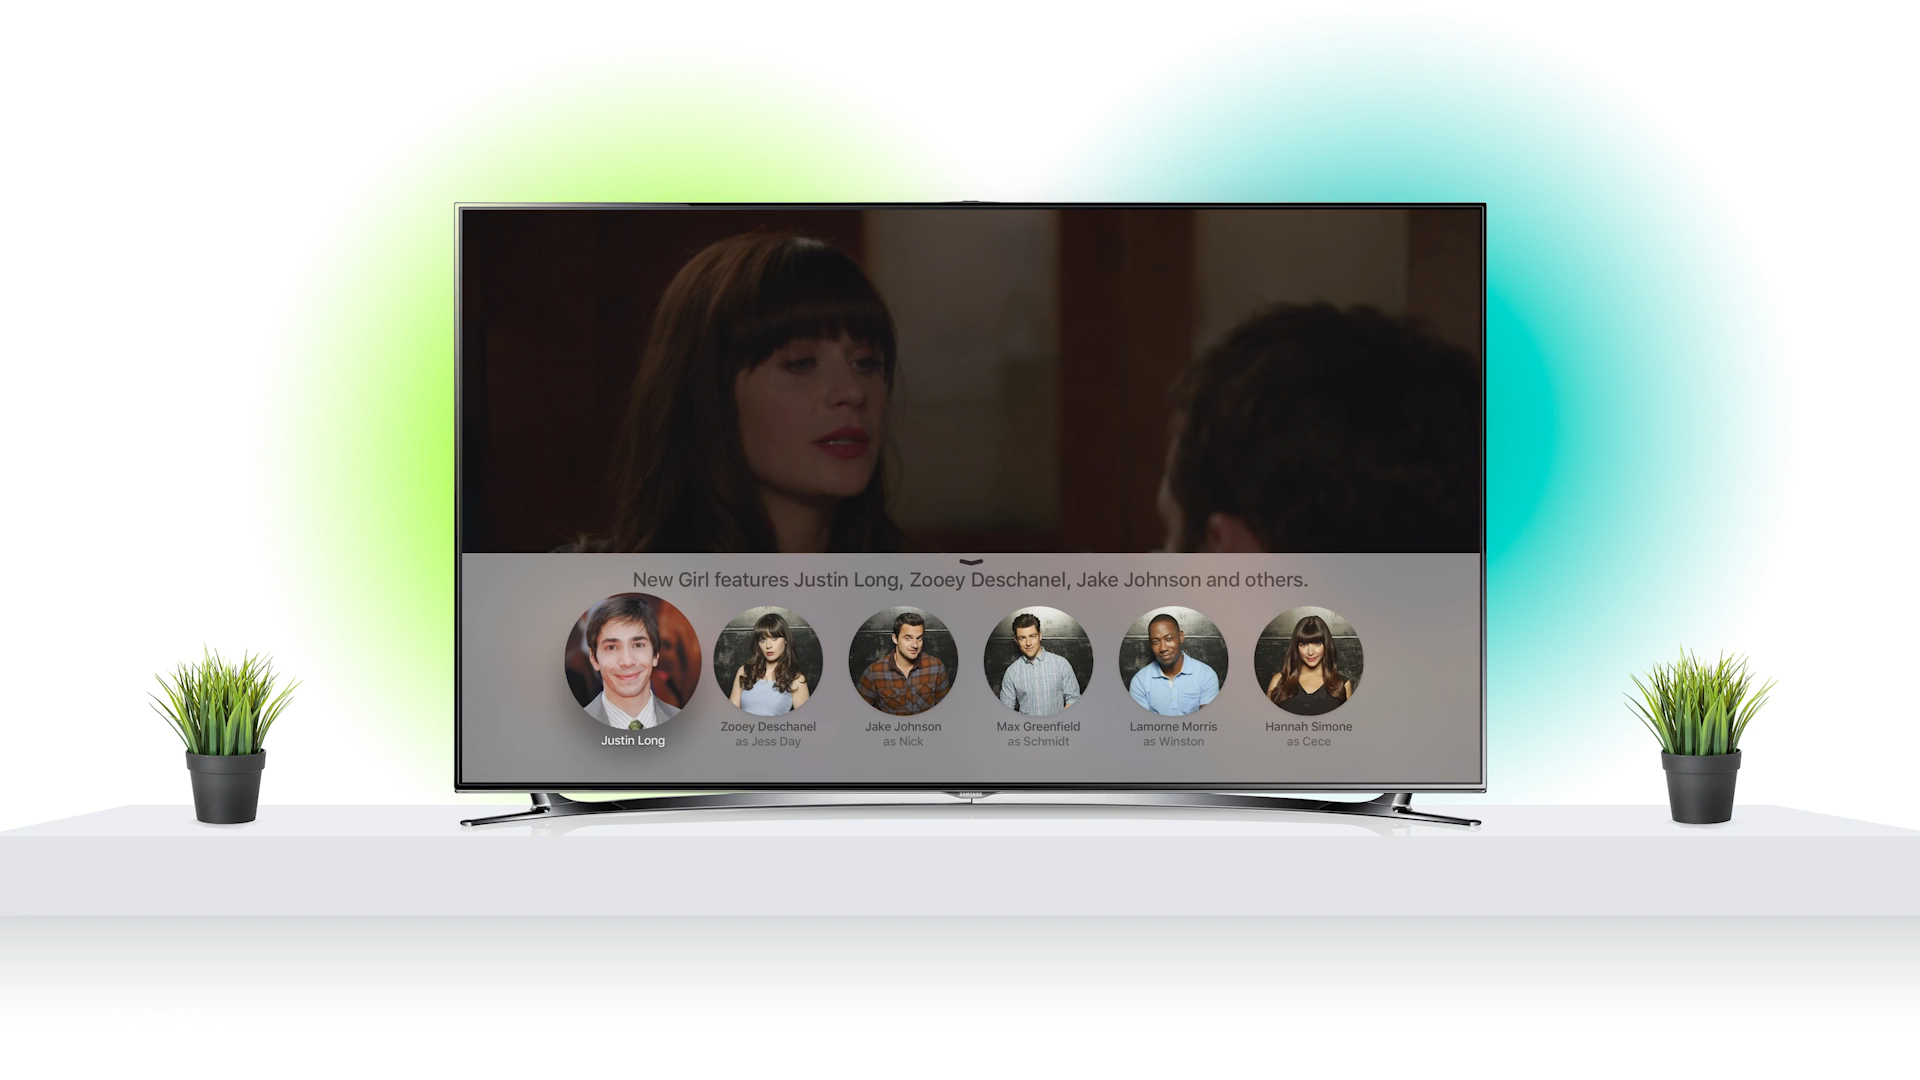 New Girl features Justin Long, Zooey Deschanel, Jake Johnson and others.
Justin Long
Zooey Deschanel
as Jess Day
Jake Johnson
as Nick
Max Greenfield
as Schmidt
Lamorne Morris
as Winston
Hannah Simone
as Cece
SAMSUNG